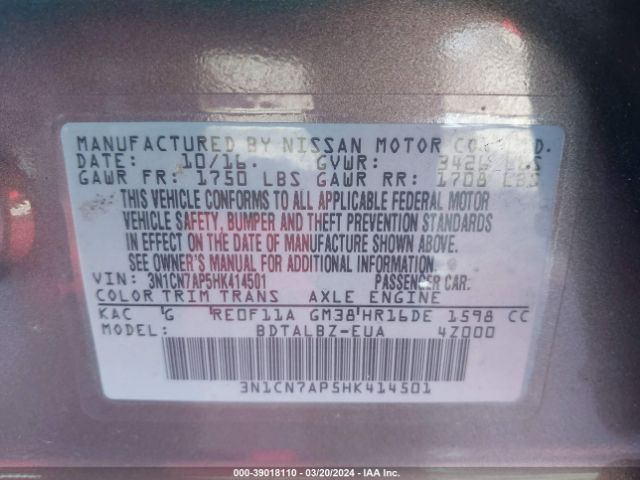 MANUFACTURED BY NISSAN MOTOR CO. D.
DATE: 10/16. GVWR: 3426 LBS
GAWR FR: 1750 LBS GAWR RR: 1708 LBS
THIS VEHICLE CONFORMS TO ALL APPLICABLE FEDERAL MOTOR
VEHICLE SAFETY, BUMPER AND THEFT PREVENTION STANDARDS
IN EFFECT ON THE DATE OF MANUFACTURE SHOWN ABOVE.
SEE OWNER'S MANUAL FOR ADDITIONAL INFORMATION.
VIN: 3N1CN7AP5HK414501 PASSENGER CAR:
COLOR TRIM TRANS AXLE ENGINE
KAC G RE0F11A GM38 HR16DE 1598 CC
MODEL: BDTALBZ-EUA 4Z000
3N1CN7AP5HK414501
000-39018110 — 03/20/2024 — IAA Inc.